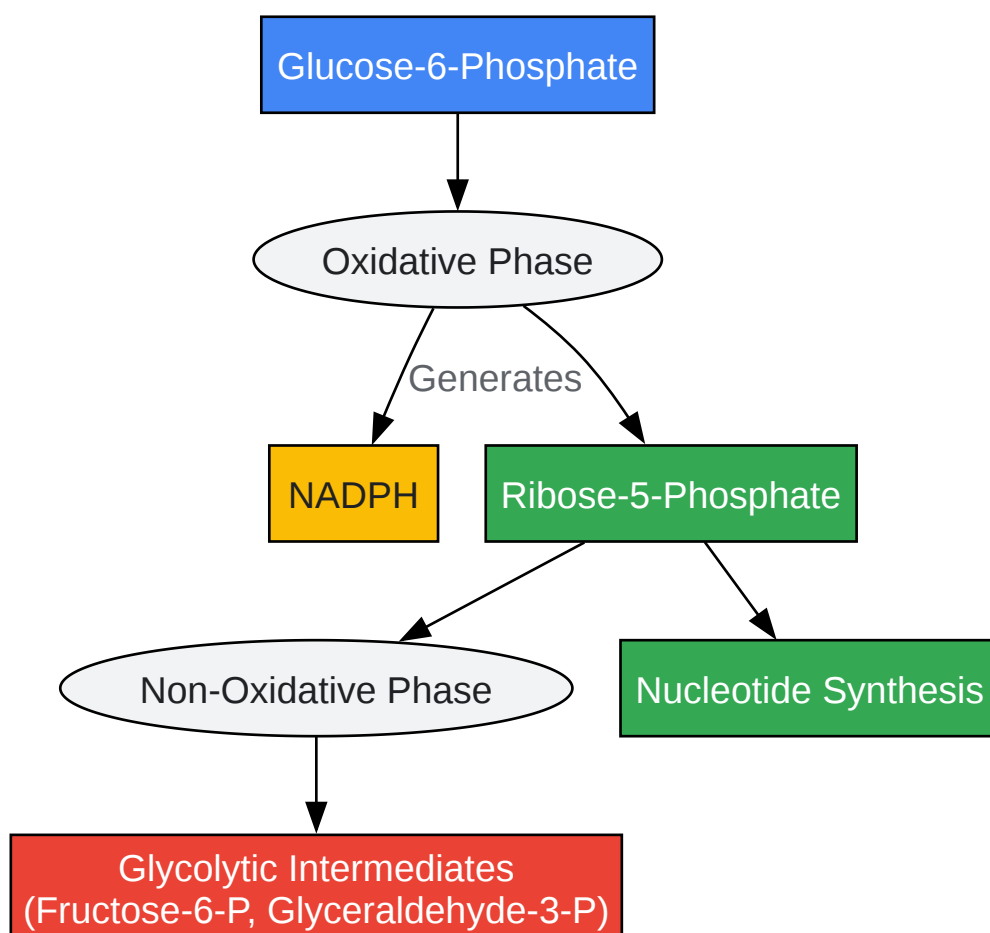 Glucose-6-Phosphate
Oxidative Phase
Generates
NADPH
Ribose-5-Phosphate
Non-Oxidative Phase
Nucleotide Synthesis
Glycolytic Intermediates
(Fructose-6-P, Glyceraldehyde-3-P)